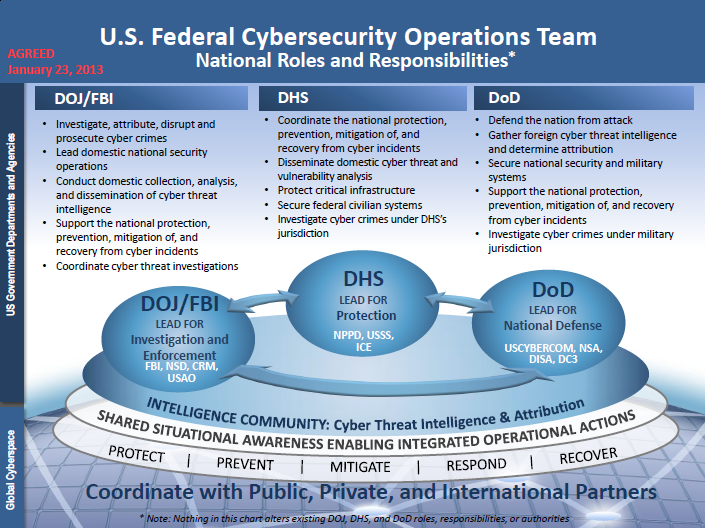 U.S. Federal Cybersecurity Operations Team
National Roles and Responsibilities*
AGREED
January 23, 2013
US Government Departments and Agencies
Global Cyberspace
DOJ/FBI
• Investigate, attribute, disrupt and
prosecute cyber crimes
• Lead domestic national security
operations
• Conduct domestic collection, analysis,
and dissemination of cyber threat
intelligence
• Support the national protection,
prevention, mitigation of, and
recovery from cyber incidents
• Coordinate cyber threat investigations
DHS
• Coordinate the national protection,
prevention, mitigation of, and
recovery from cyber incidents
• Disseminate domestic cyber threat and
vulnerability analysis
• Protect critical infrastructure
• Secure federal civilian systems
• Investigate cyber crimes under DHS's
jurisdiction
DoD
• Defend the nation from attack
• Gather foreign cyber threat intelligence
and determine attribution
• Secure national security and military
systems
• Support the national protection,
prevention, mitigation of, and recovery
from cyber incidents
• Investigate cyber crimes under military
jurisdiction
DOJ/FBI
LEAD FOR
Investigation and
Enforcement
FBI, NSD, CRM,
USAO
DHS
LEAD FOR
Protection
NPPD, USSS,
ICE
DoD
LEAD FOR
National Defense
USCYBERCOM, NSA,
DISA, DC3
INTELLIGENCE COMMUNITY: Cyber Threat Intelligence & Attribution
SHARED SITUATIONAL AWARENESS ENABLING INTEGRATED OPERATIONAL ACTIONS
PROTECT | PREVENT | MITIGATE | RESPOND | RECOVER
Coordinate with Public, Private, and International Partners
* Note: Nothing in this chart alters existing DOJ, DHS, and DoD roles, responsibilities, or authorities